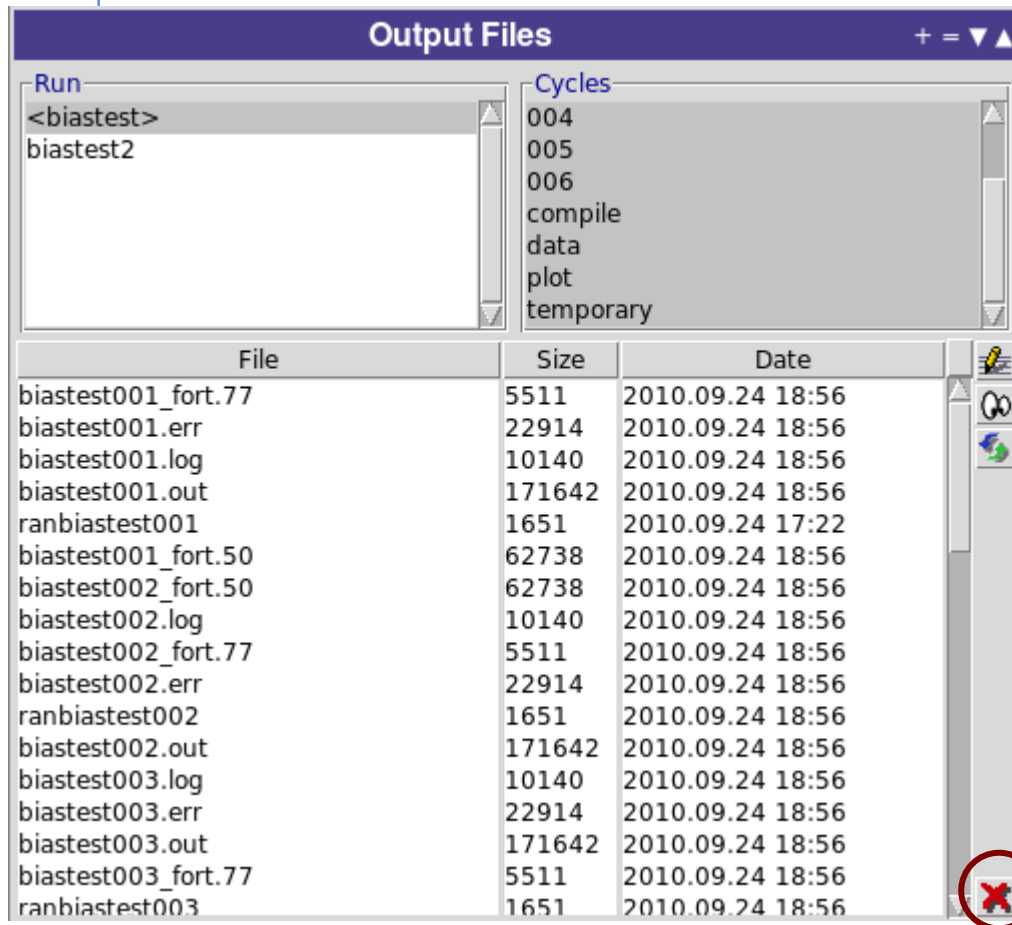 Output Files + = ▼ ▲
Run
<biastest>
biastest2
Cycles
004
005
006
compile
data
plot
temporary
File Size Date
biastest001_fort.77 5511 2010.09.24 18:56
biastest001.err 22914 2010.09.24 18:56
biastest001.log 10140 2010.09.24 18:56
biastest001.out 171642 2010.09.24 18:56
ranbiastest001 1651 2010.09.24 17:22
biastest001_fort.50 62738 2010.09.24 18:56
biastest002_fort.50 62738 2010.09.24 18:56
biastest002.log 10140 2010.09.24 18:56
biastest002_fort.77 5511 2010.09.24 18:56
biastest002.err 22914 2010.09.24 18:56
ranbiastest002 1651 2010.09.24 18:56
biastest002.out 171642 2010.09.24 18:56
biastest003.log 10140 2010.09.24 18:56
biastest003.err 22914 2010.09.24 18:56
biastest003.out 171642 2010.09.24 18:56
biastest003_fort.77 5511 2010.09.24 18:56
ranbiastest003 1651 2010.09.24 18:56